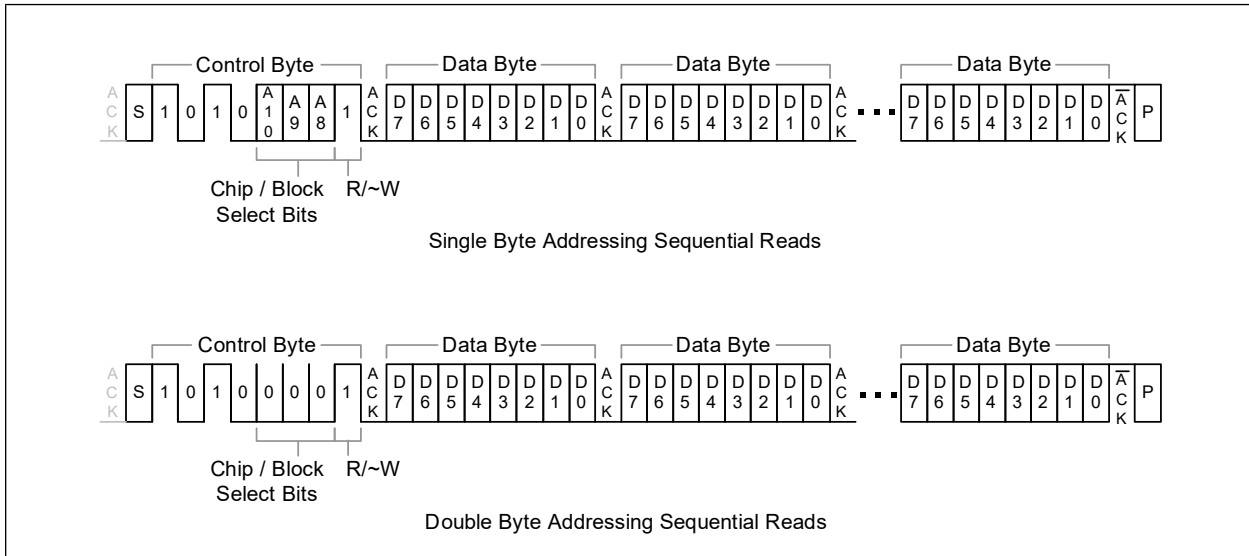 Control Byte Data Byte Data Byte Data Byte
ACK S 1 0 1 0 A10 A9 A8 1 ACK D7 D6 D5 D4 D3 D2 D1 D0 ACK D7 D6 D5 D4 D3 D2 D1 D0 ACK ... D7 D6 D5 D4 D3 D2 D1 D0 A̅CK P
Chip / Block R/~W
Select Bits
Single Byte Addressing Sequential Reads
Control Byte Data Byte Data Byte Data Byte
ACK S 1 0 1 0 0 0 0 1 ACK D7 D6 D5 D4 D3 D2 D1 D0 ACK D7 D6 D5 D4 D3 D2 D1 D0 ACK ... D7 D6 D5 D4 D3 D2 D1 D0 A̅CK P
Chip / Block R/~W
Select Bits
Double Byte Addressing Sequential Reads